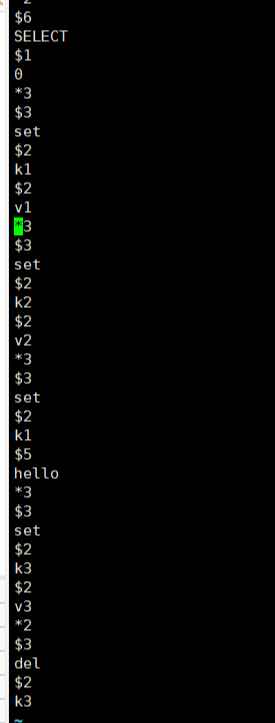 $6
SELECT
$1
0
*3
$3
set
$2
k1
$2
v1
*3
$3
set
$2
k2
$2
v2
*3
$3
set
$2
k1
$5
hello
*3
$3
set
$2
k3
$2
v3
*2
$3
del
$2
k3
~